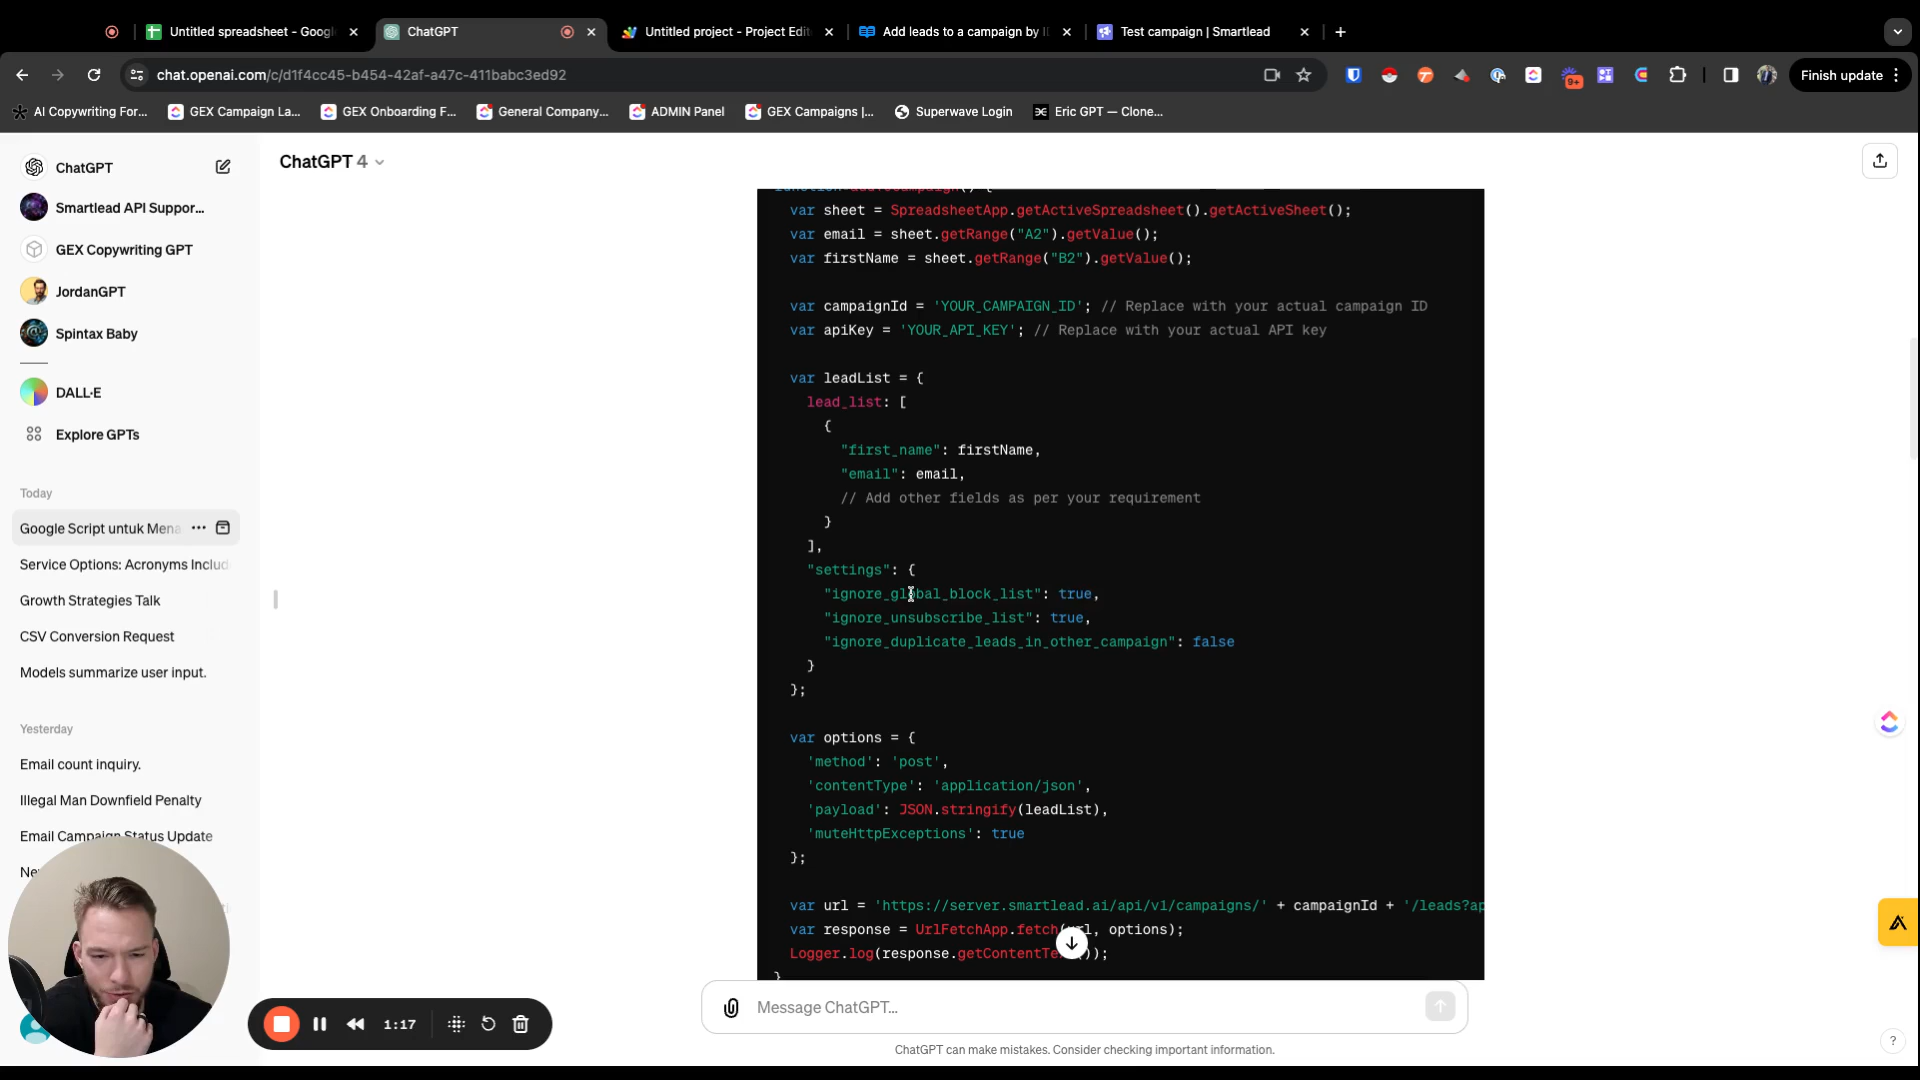 Untitled spreadsheet - Googl
ChatGPT
Untitled project - Project Edit
Add leads to a campaign by I
Test campaign | Smartlead
chat.openai.com/c/d1f4cc45-b454-42af-a47c-411babc3ed92
9+
Finish update
AI Copywriting For...
GEX Campaign La...
GEX Onboarding F...
General Company...
ADMIN Panel
GEX Campaigns |...
Superwave Login
Eric GPT — Clone...
ChatGPT
Smartlead API Suppor...
GEX Copywriting GPT
JordanGPT
Spintax Baby
DALL·E
Explore GPTs
Today
Google Script untuk Mena
Service Options: Acronyms Includ
Growth Strategies Talk
CSV Conversion Request
Models summarize user input.
Yesterday
Email count inquiry.
Illegal Man Downfield Penalty
Email Campaign Status Update
Ne
ChatGPT 4
var sheet = SpreadsheetApp.getActiveSpreadsheet().getActiveSheet();
var email = sheet.getRange("A2").getValue();
var firstName = sheet.getRange("B2").getValue();
var campaignId = 'YOUR_CAMPAIGN_ID'; // Replace with your actual campaign ID
var apiKey = 'YOUR_API_KEY'; // Replace with your actual API key
var leadList = {
lead_list: [
{
"first_name": firstName,
"email": email,
// Add other fields as per your requirement
}
],
"settings": {
"ignore_global_block_list": true,
"ignore_unsubscribe_list": true,
"ignore_duplicate_leads_in_other_campaign": false
}
};
var options = {
'method': 'post',
'contentType': 'application/json',
'payload': JSON.stringify(leadList),
'muteHttpExceptions': true
};
var url = 'https://server.smartlead.ai/api/v1/campaigns/' + campaignId + '/leads?ap
var response = UrlFetchApp.fetch(url, options);
Logger.log(response.getContentTe ));
}
Message ChatGPT...
ChatGPT can make mistakes. Consider checking important information.
?
1:17